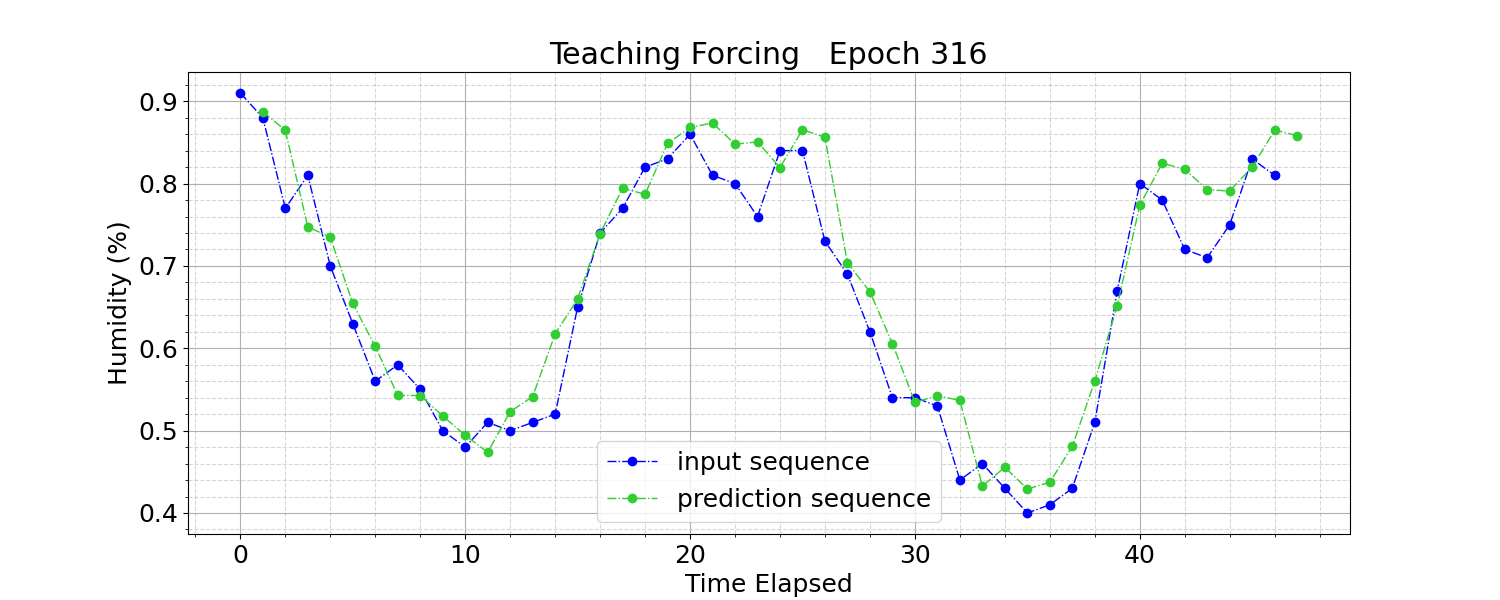 Teaching Forcing   Epoch 316
0.9
0.8
0.7
0.6
0.5
0.4
Humidity (%)
input sequence
prediction sequence
0 10 20 30 40
Time Elapsed